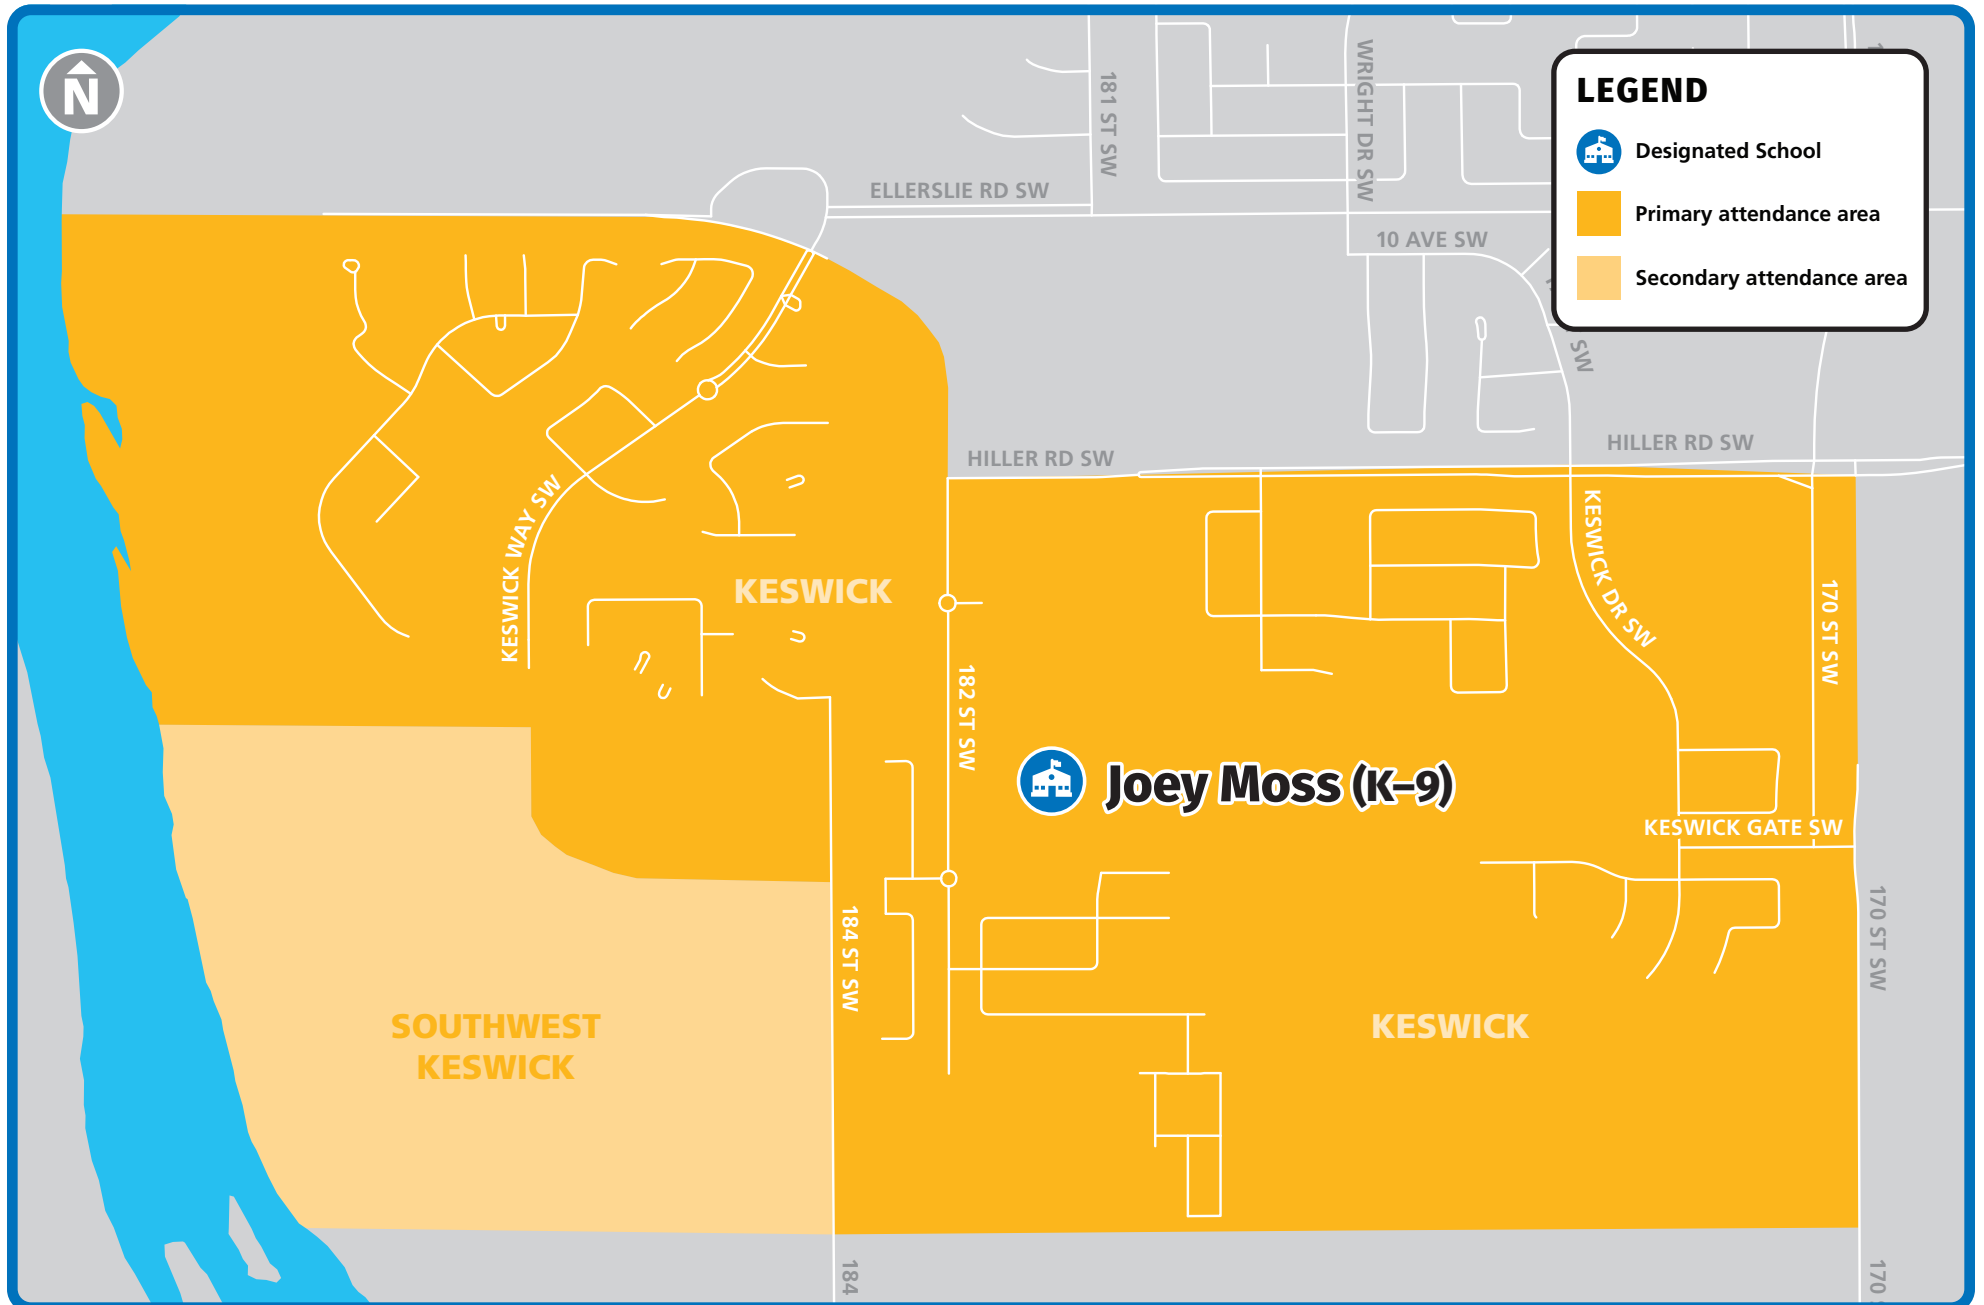 N
181 ST SW
WRIGHT DR SW
LEGEND
Designated School
Primary attendance area
Secondary attendance area
ELLERSLIE RD SW
10 AVE SW
SW
HILLER RD SW
HILLER RD SW
KESWICK WAY SW
KESWICK
KESWICK DR SW
170 ST SW
182 ST SW
Joey Moss (K–9)
KESWICK GATE SW
184 ST SW
170 ST SW
SOUTHWEST
KESWICK
KESWICK
184
170